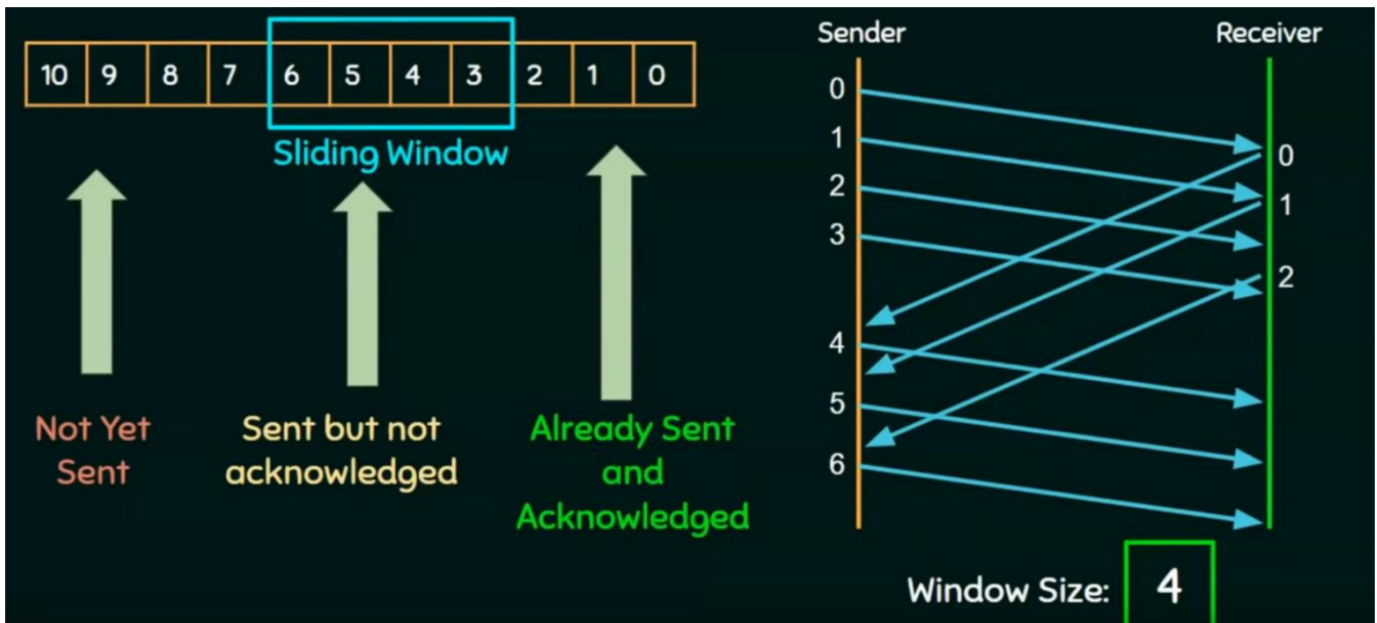 10 9 8 7 6 5 4 3 2 1 0
Sliding Window
Not Yet
Sent
Sent but not
acknowledged
Already Sent
and
Acknowledged
Sender
Receiver
0
1
2
3
4
5
6
0
1
2
Window Size: 4